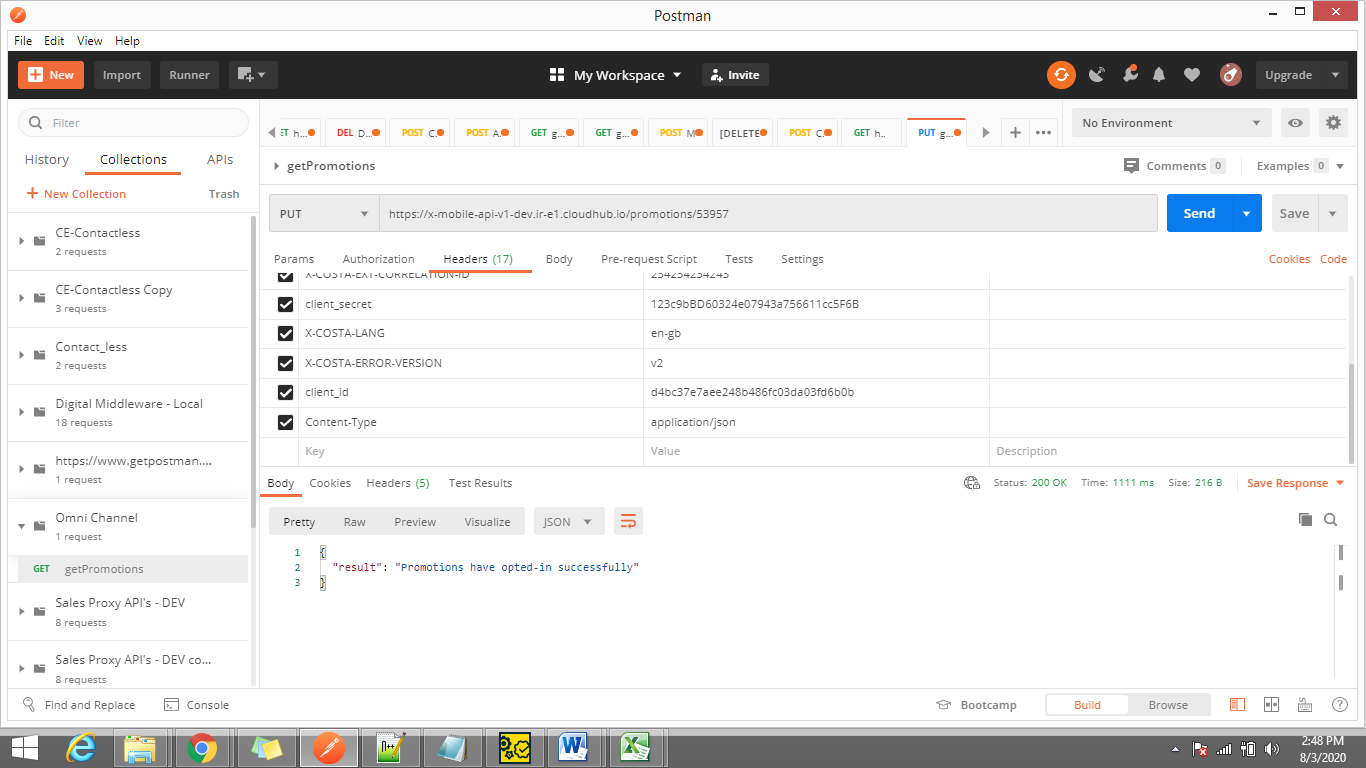 Postman
File Edit View Help
New Import Runner My Workspace Invite Upgrade
Filter
History Collections APIs
New Collection Trash
CE-Contactless
2 requests
CE-Contactless Copy
3 requests
Contact_less
2 requests
Digital Middleware - Local
18 requests
https://www.getpostman....
1 request
Omni Channel
1 request
GET getPromotions
Sales Proxy API's - DEV
8 requests
Sales Proxy API's - DEV co...
8 requests
ET h... DEL D... POST C... POST A... GET g... GET g... POST M... [DELETE... POST C... GET h.. PUT g... No Environment
getPromotions Comments 0 Examples 0
PUT https://x-mobile-api-v1-dev.ir-e1.cloudhub.io/promotions/53957 Send Save
Params Authorization Headers (17) Body Pre-request Script Tests Settings Cookies Code
X-COSTA-EXT-CORRELATION-ID 234234234245
client_secret 123c9bBD60324e07943a756611cc5F6B
X-COSTA-LANG en-gb
X-COSTA-ERROR-VERSION v2
client_id d4bc37e7aee248b486fc03da03fd6b0b
Content-Type application/json
Key Value Description
Body Cookies Headers (5) Test Results Status: 200 OK Time: 1111 ms Size: 216 B Save Response
Pretty Raw Preview Visualize JSON
1 {
2 "result": "Promotions have opted-in successfully"
3 }
Find and Replace Console Bootcamp Build Browse
2:48 PM
8/3/2020